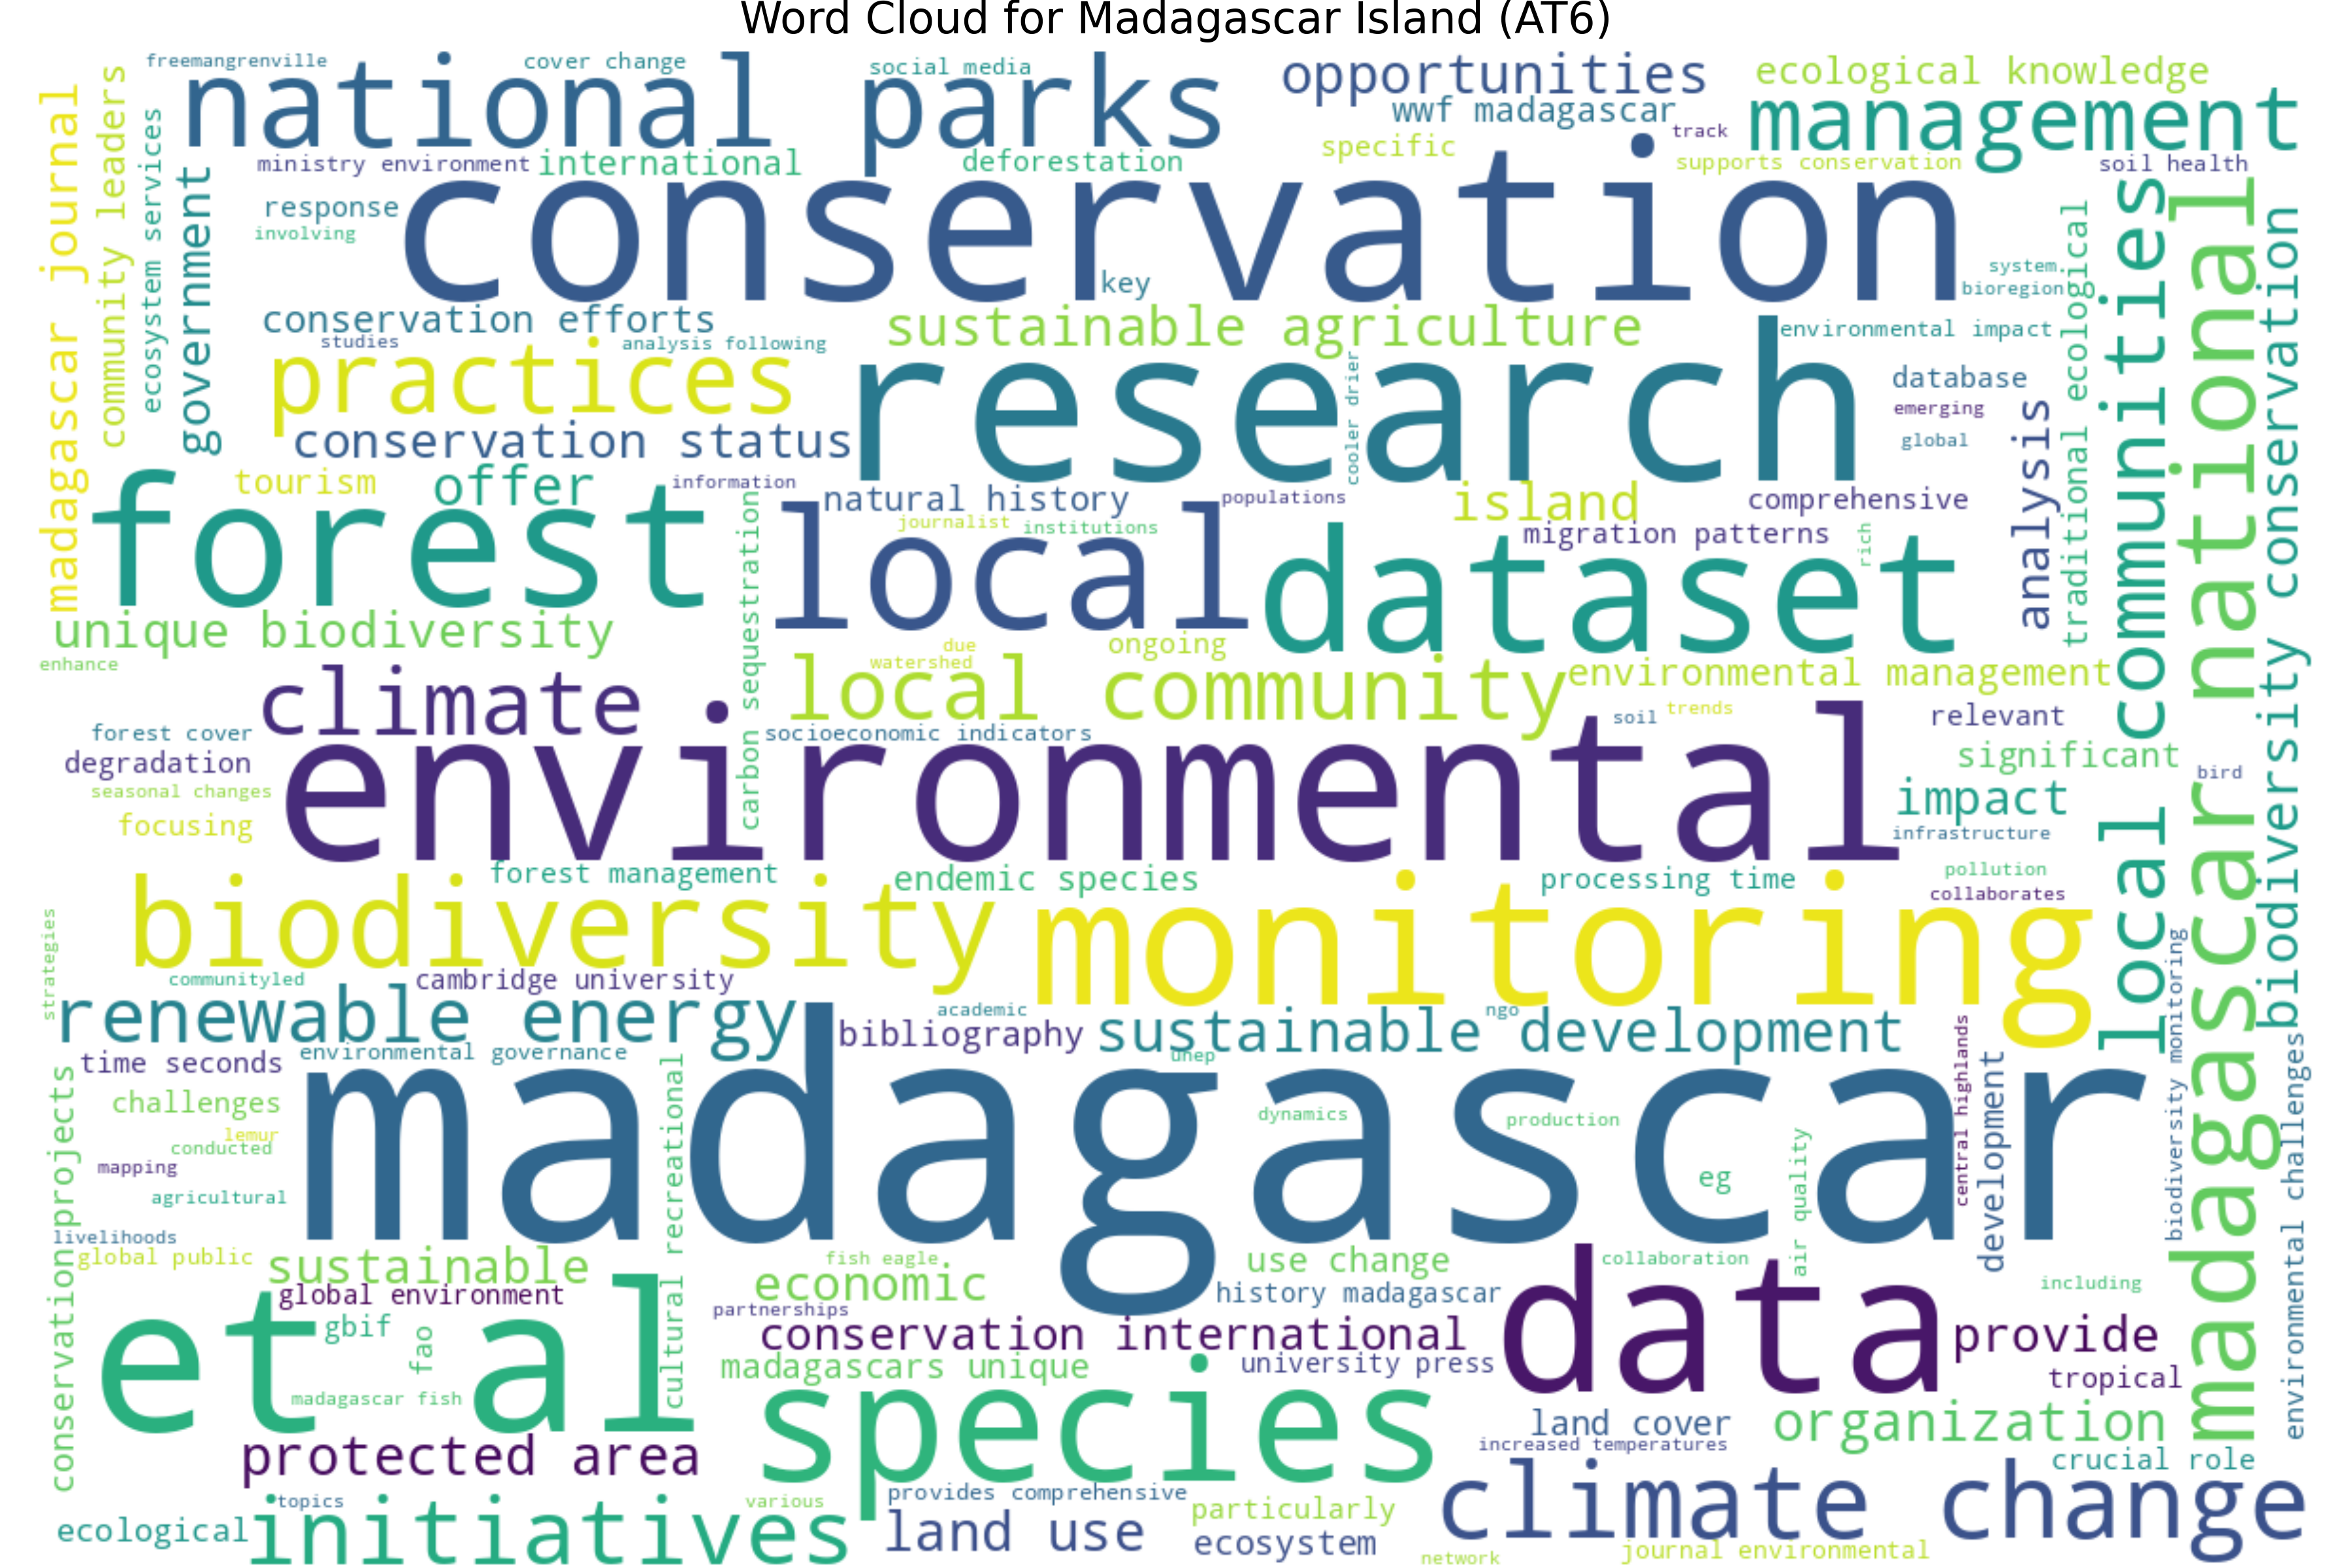 Word Cloud for Madagascar Island (AT6)
freemangrenville
cover change
social media
opportunities
ecological knowledge
national parks
wwf madagascar
management
track
madagascar journal
community leaders
ecosystem services
government
ministry environment
international
deforestation
specific
supports conservation
soil health
conservation
response
involving
key
system
bioregion
conservation efforts
sustainable agriculture
environmental impact
studies
analysis following
practices
research
cooler drier
database
emerging
global
conservation status
analysis
traditional ecological
local communities
madagascar national
biodiversity conservation
tourism
offer
information
natural history
populations
island
comprehensive
forest
journalist
institutions
migration patterns
rich
local
dataset
carbon sequestration
unique biodiversity
due
ongoing
enhance
watershed
climate
local community
environmental management
soil
trends
relevant
forest cover
socioeconomic indicators
degradation
significant
bird
seasonal changes
environmental
impact
focusing
infrastructure
forest management
endemic species
processing time
pollution
collaborates
biodiversity
monitoring
strategies
communityled
cambridge university
biodiversity monitoring
renewable energy
academic
ngo
bibliography
sustainable development
unep
time seconds
environmental governance
central highlands
development
environmental challenges
conservation projects
cultural recreational
madagascar
challenges
dynamics
production
lemur
conducted
mapping
eg
air quality
agricultural
livelihoods
global public
sustainable
fish eagle
use change
collaboration
economic
data
including
global environment
history madagascar
partnerships
et al
gbif
fao
conservation international
provide
madagascars unique
university press
tropical
madagascar fish
species
land cover
organization
protected area
increased temperatures
crucial role
climate change
topics
various
provides comprehensive
particularly
ecological
initiatives
land use
ecosystem
network
journal environmental